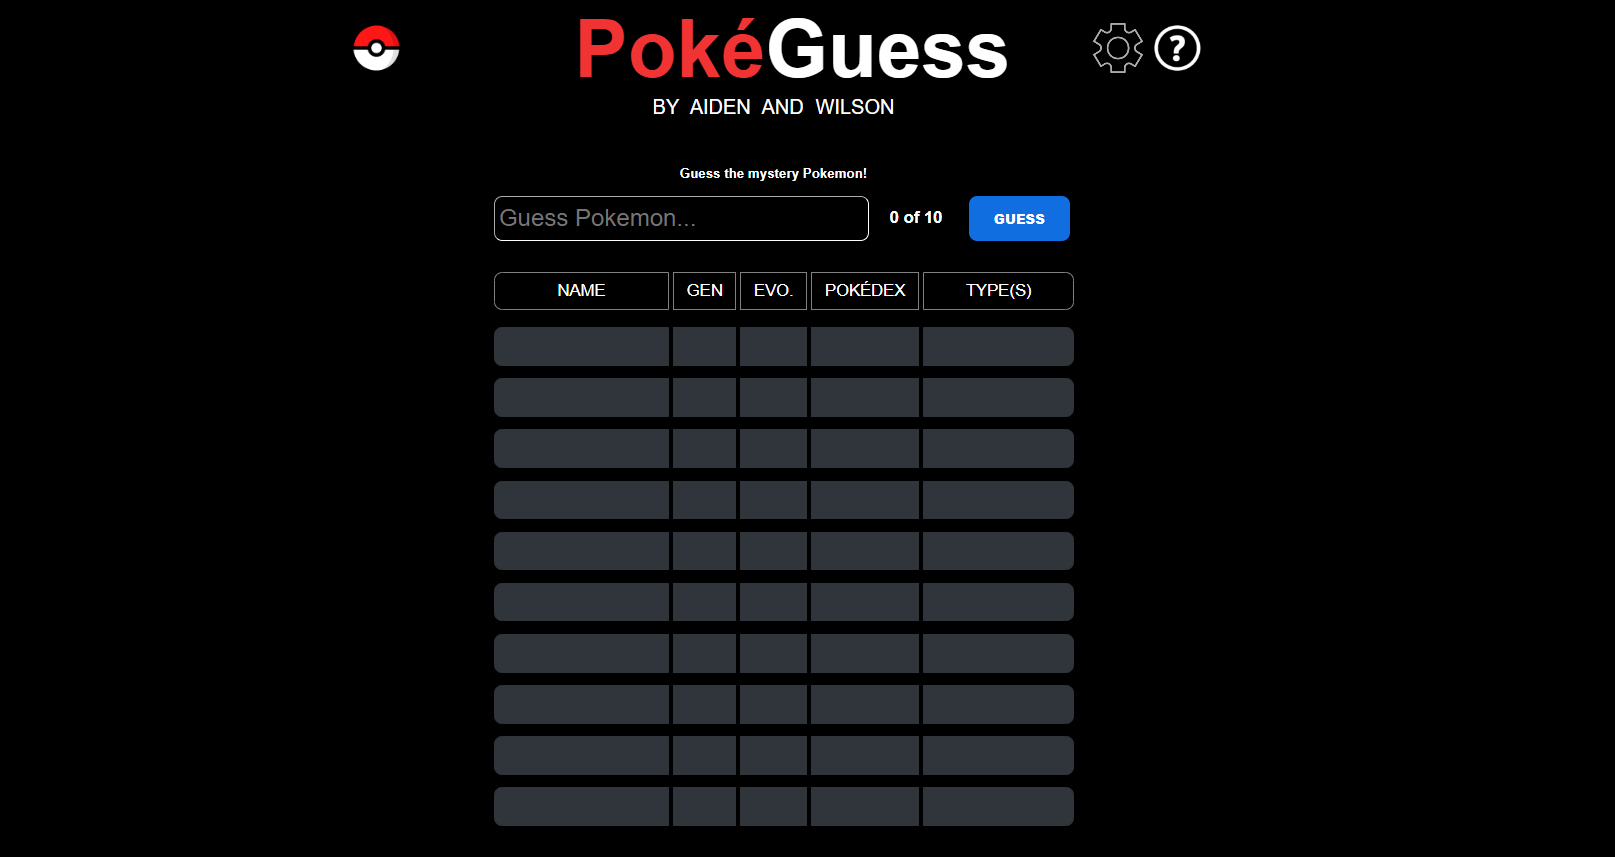 PokéGuess
BY AIDEN AND WILSON
Guess the mystery Pokemon!
Guess Pokemon... 0 of 10 GUESS
NAME GEN EVO. POKÉDEX TYPE(S)